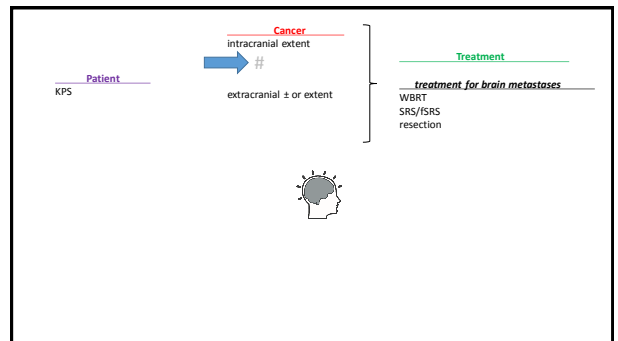 Cancer
intracranial extent
#
extracranial ± or extent
Patient
KPS
Treatment
treatment for brain metastases
WBRT
SRS/fSRS
resection